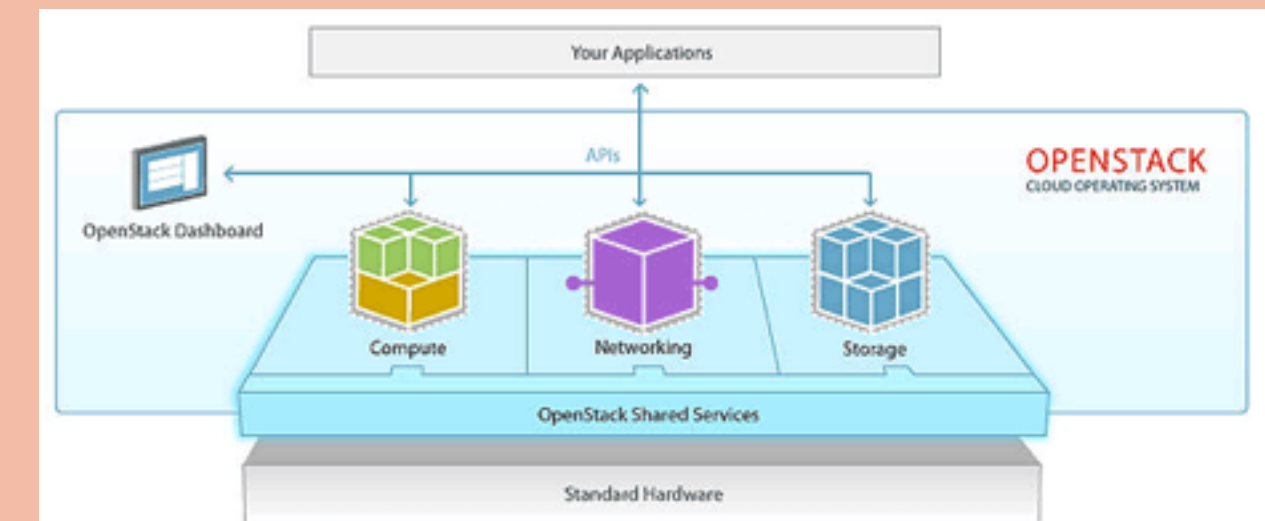 Your Applications
APIs
OPENSTACK
CLOUD OPERATING SYSTEM
OpenStack Dashboard
Compute
Networking
Storage
OpenStack Shared Services
Standard Hardware